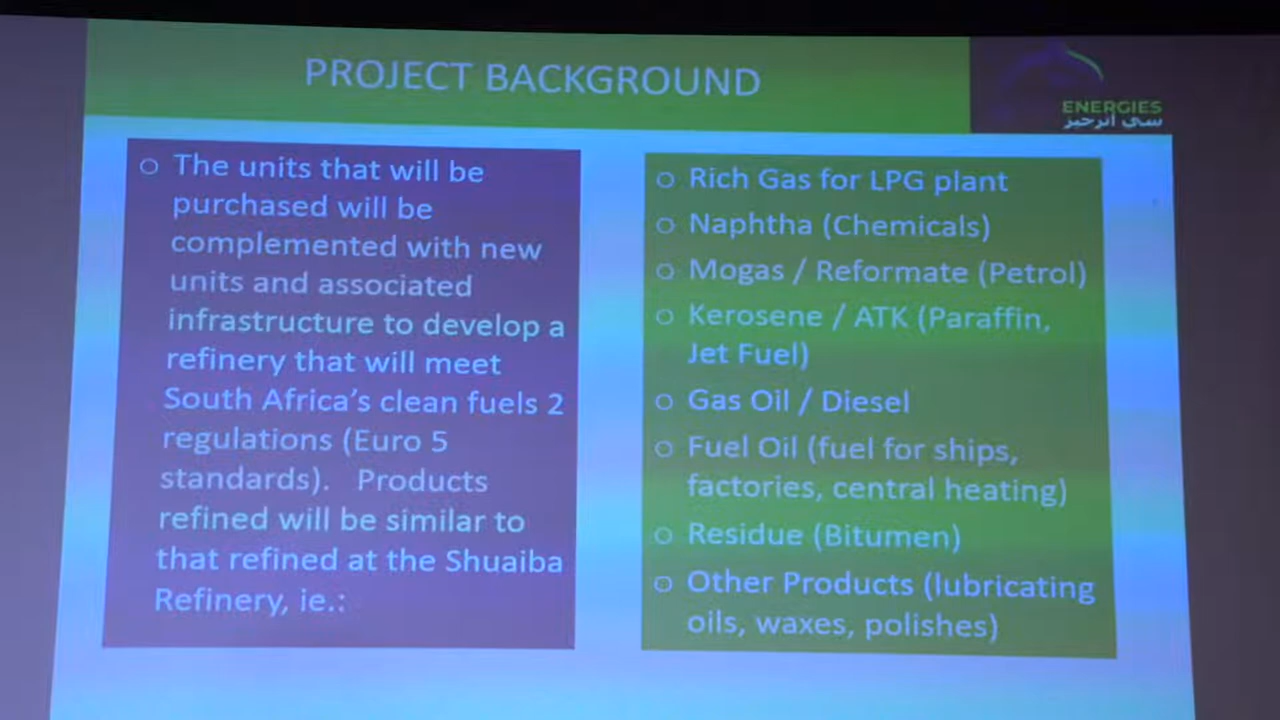 PROJECT BACKGROUND
ENERGIES
سي انرجيز
o The units that will be
purchased will be
complemented with new
units and associated
infrastructure to develop a
refinery that will meet
South Africa’s clean fuels 2
regulations (Euro 5
standards).   Products
refined will be similar to
that refined at the Shuaiba
Refinery, ie.:
o Rich Gas for LPG plant
o Naphtha (Chemicals)
o Mogas / Reformate (Petrol)
o Kerosene / ATK (Paraffin,
Jet Fuel)
o Gas Oil / Diesel
o Fuel Oil (fuel for ships,
factories, central heating)
o Residue (Bitumen)
o Other Products (lubricating
oils, waxes, polishes)